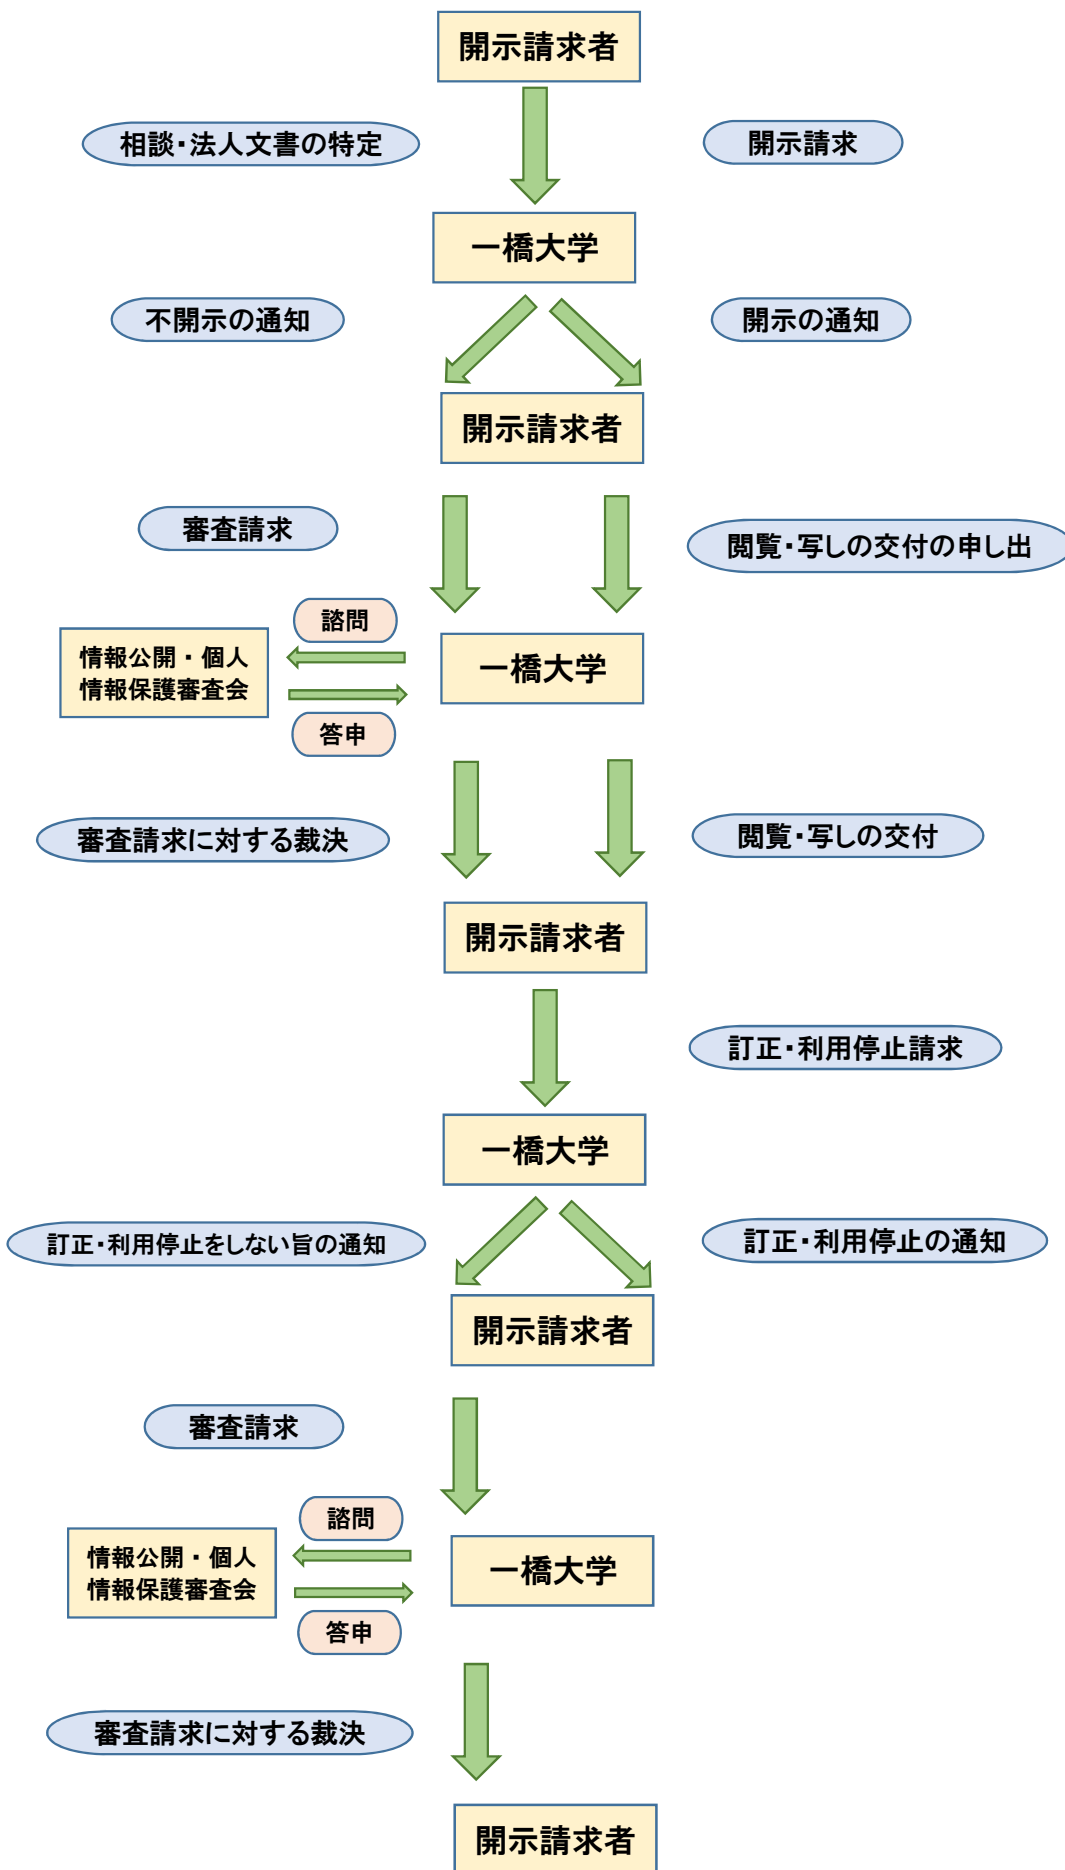 開示請求者
相談・法人文書の特定
開示請求
一橋大学
不開示の通知
開示の通知
開示請求者
審査請求
閲覧・写しの交付の申し出
諮問
情報公開・個人
情報保護審査会
一橋大学
答申
審査請求に対する裁決
閲覧・写しの交付
開示請求者
訂正・利用停止請求
一橋大学
訂正・利用停止をしない旨の通知
訂正・利用停止の通知
開示請求者
審査請求
諮問
情報公開・個人
情報保護審査会
一橋大学
答申
審査請求に対する裁決
開示請求者